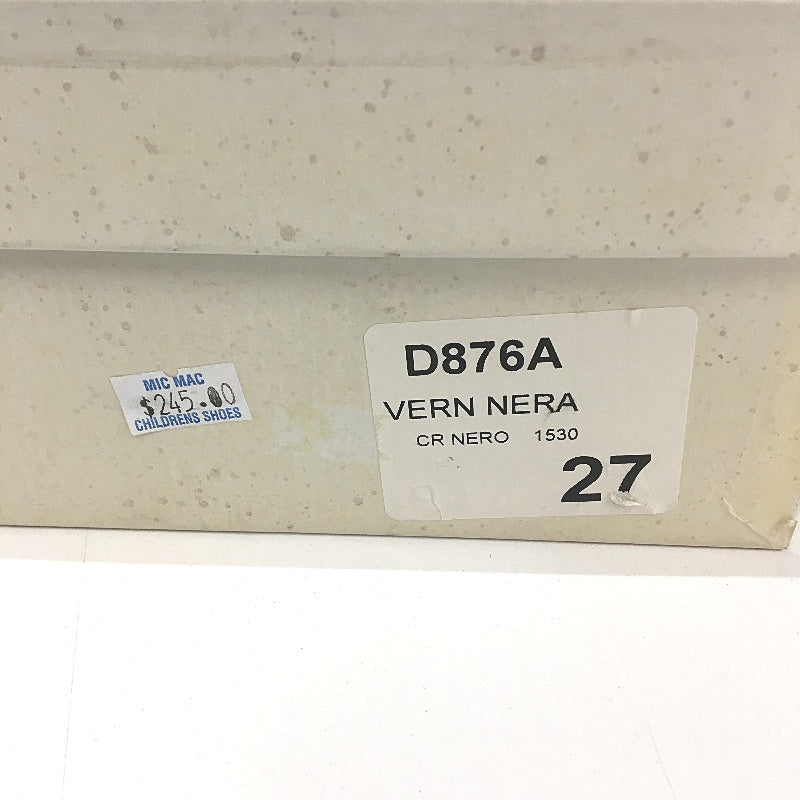 MIC MAC
$245.00
CHILDRENS SHOES
D876A
VERN NERA
CR NERO 1530
27